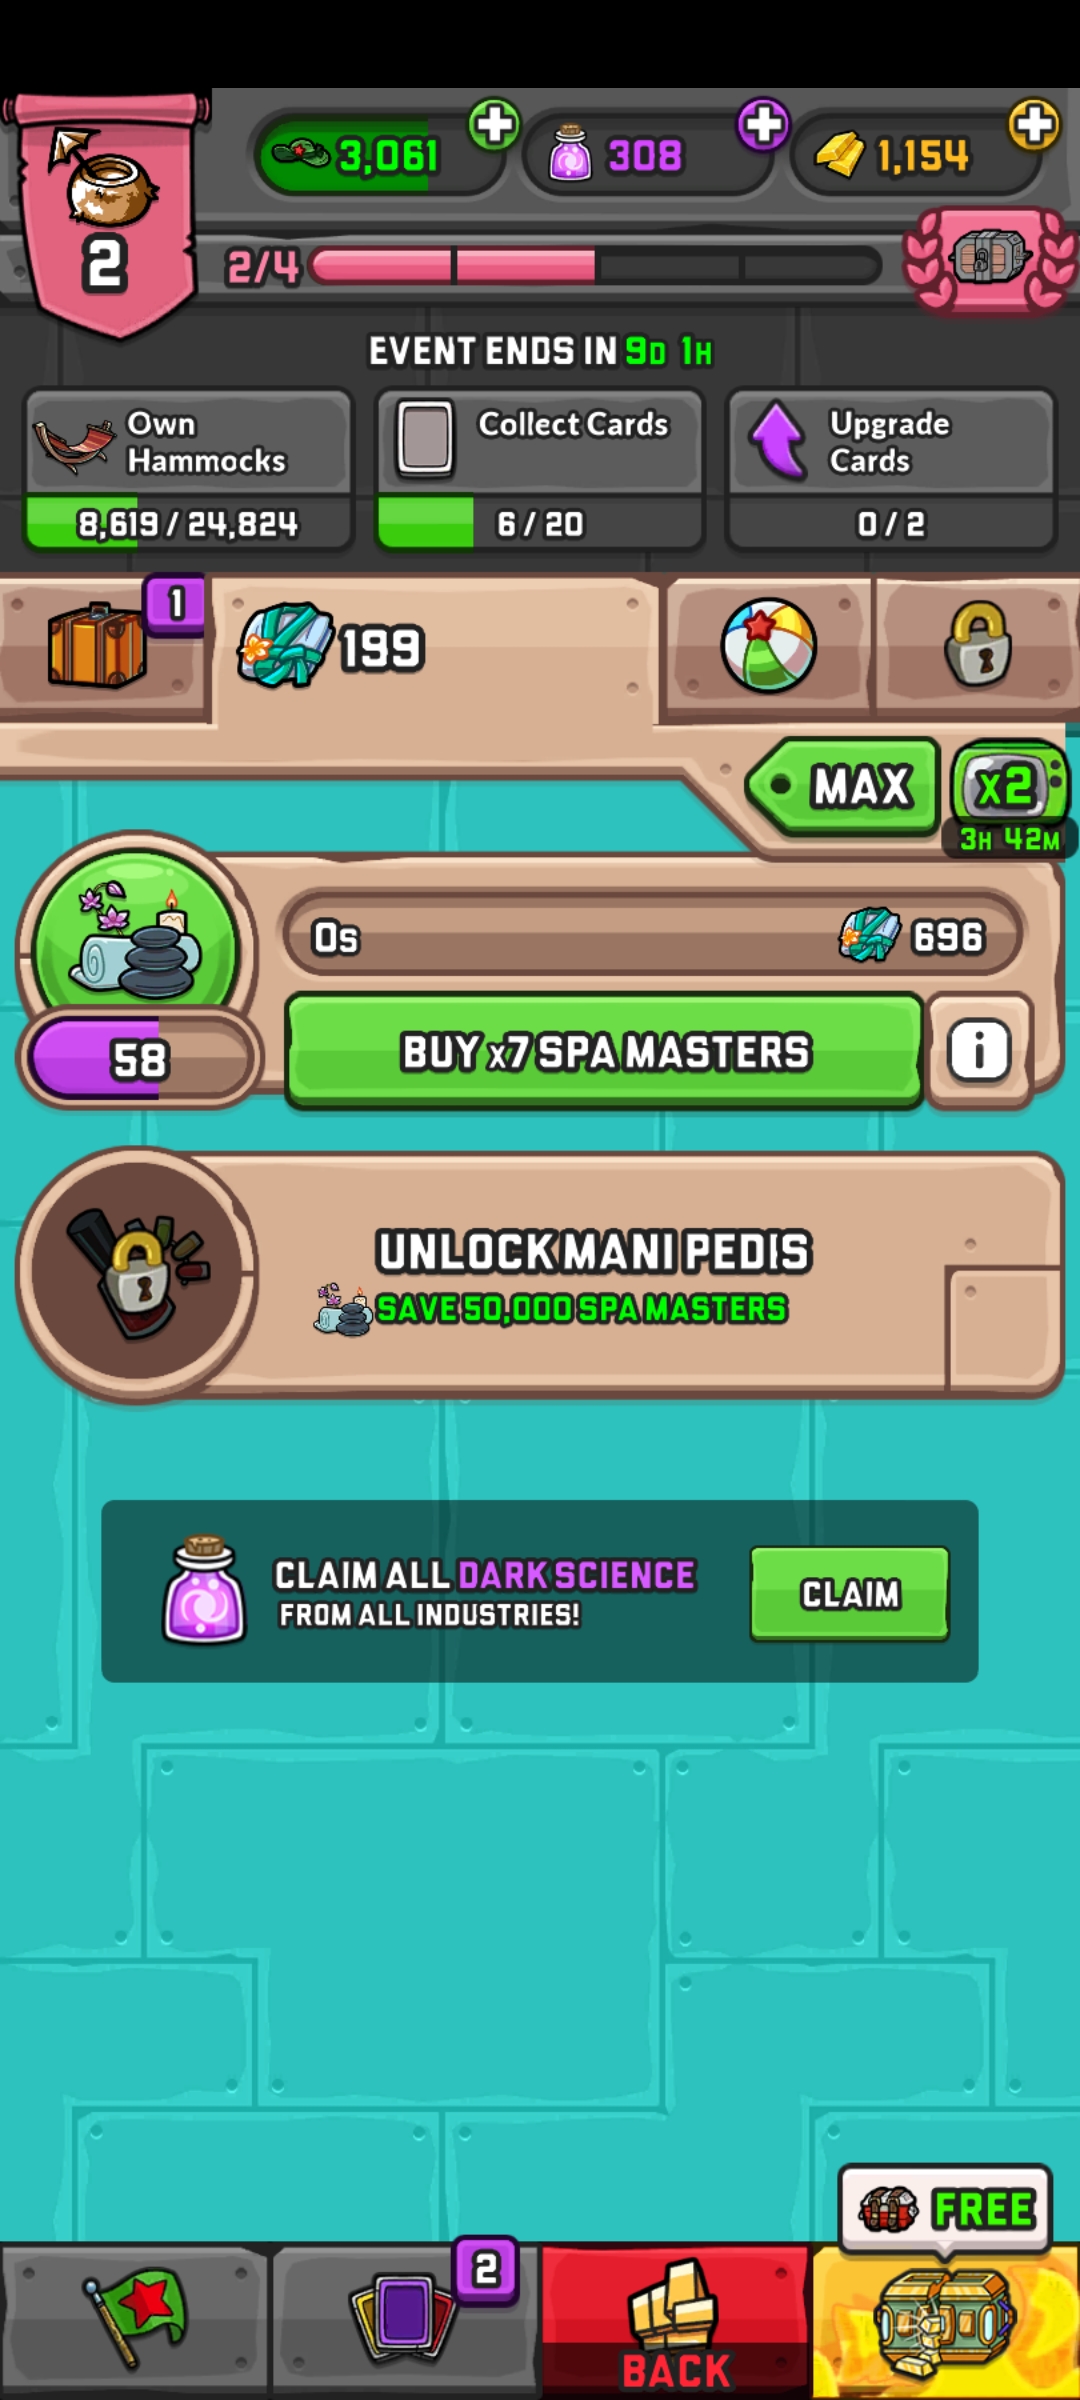 3,061
308
1,154
2
2/4
EVENT ENDS IN 9D 1H
Own
Hammocks
8,619 / 24,824
Collect Cards
6 / 20
Upgrade
Cards
0 / 2
1
199
MAX
x2
3H 42M
0s
696
58
BUY x7 SPA MASTERS
i
UNLOCK MANI PEDIS
SAVE 50,000 SPA MASTERS
CLAIM ALL DARK SCIENCE
FROM ALL INDUSTRIES!
CLAIM
FREE
2
BACK